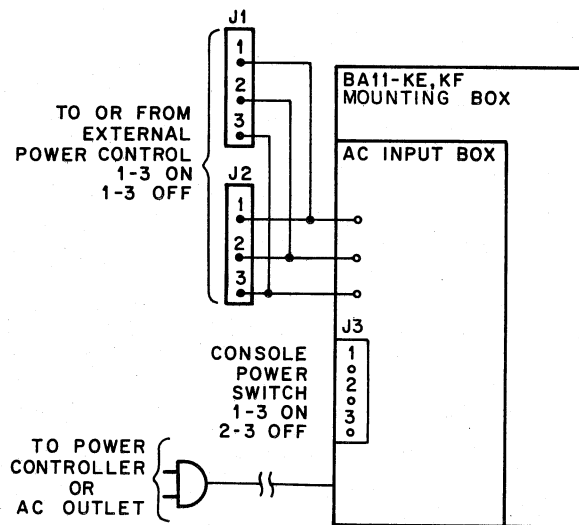 J1
1
2
3
TO OR FROM
EXTERNAL
POWER CONTROL
1-3 ON
1-3 OFF
J2
1
2
3
BA11-KE,KF
MOUNTING BOX
AC INPUT BOX
J3
1
2
3
CONSOLE
POWER
SWITCH
1-3 ON
2-3 OFF
TO POWER
CONTROLLER
OR
AC OUTLET